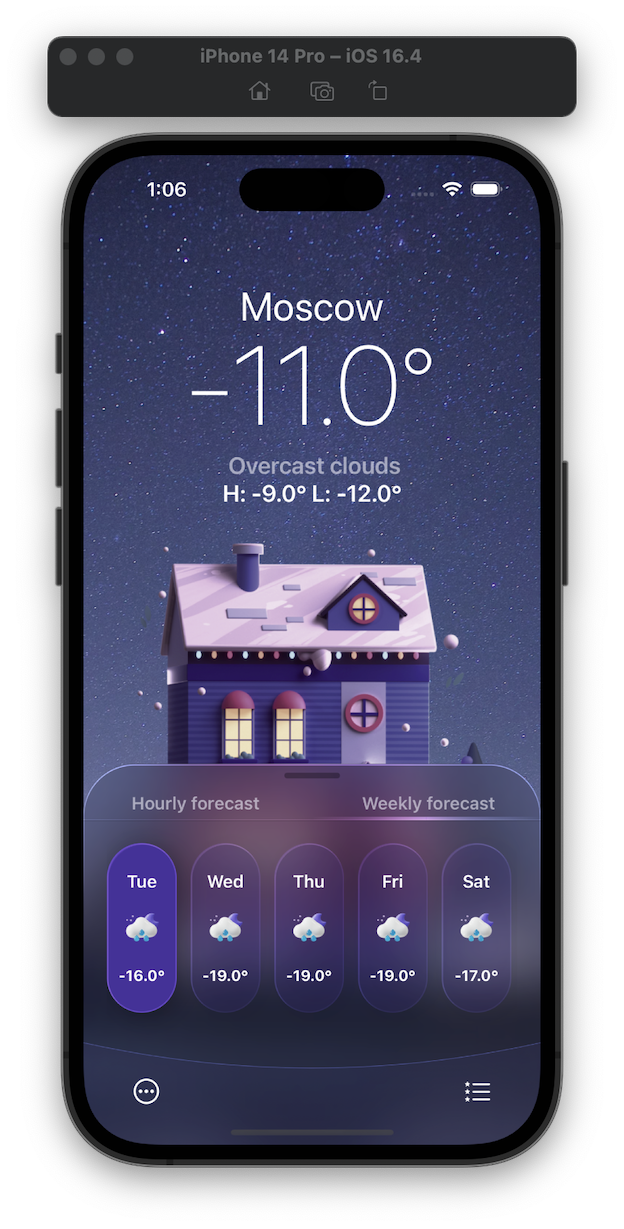 iPhone 14 Pro – iOS 16.4
1:06
Moscow
-11.0°
Overcast clouds
H: -9.0° L: -12.0°
Hourly forecast Weekly forecast
Tue Wed Thu Fri Sat
-16.0° -19.0° -19.0° -19.0° -17.0°